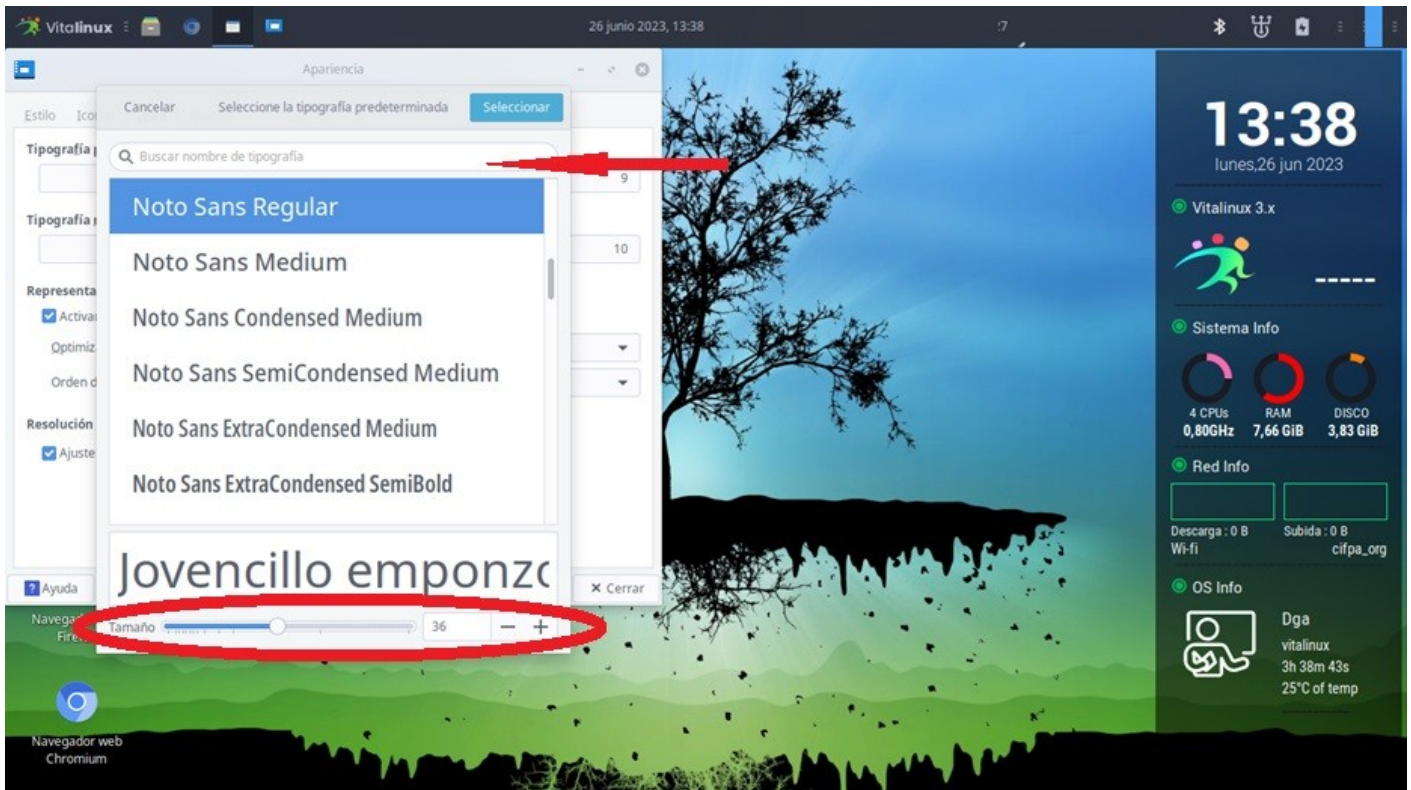 Vitalinux
26 junio 2023, 13:38
Apariencia
Cancelar
Seleccione la tipografía predeterminada
Seleccionar
Estilo
Tipografía
Buscar nombre de tipografía
9
Noto Sans Regular
Tipografía
10
Noto Sans Medium
Noto Sans Condensed Medium
Noto Sans SemiCondensed Medium
Orden d
Noto Sans ExtraCondensed Medium
Resolución
Ajuste
Noto Sans ExtraCondensed SemiBold
Jovencillo emponzo
? Ayuda
Cerrar
Tamaño
36
Navegador web
Chromium
13:38
lunes,26 jun 2023
Vitalinux 3.x
-----
Sistema Info
4 CPUs
RAM
DISCO
0,80GHz
7,66 GiB
3,83 GiB
Red Info
Descarga : 0 B
Subida : 0 B
Wi-fi
cifpa_org
OS Info
Dga
vitalinux
3h 38m 43s
25°C of temp